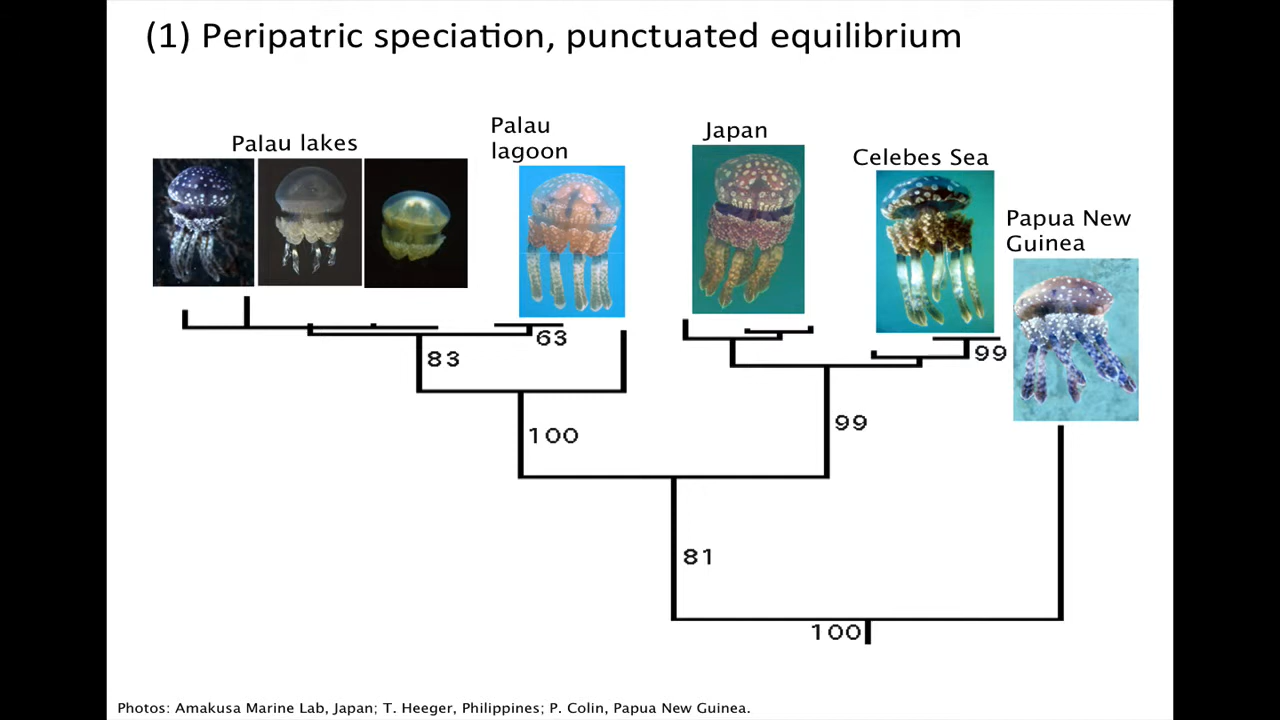 (1) Peripatric speciation, punctuated equilibrium
Palau lakes
Palau
lagoon
Japan
Celebes Sea
Papua New
Guinea
63
83
99
100
99
81
100
Photos: Amakusa Marine Lab, Japan; T. Heeger, Philippines; P. Colin, Papua New Guinea.